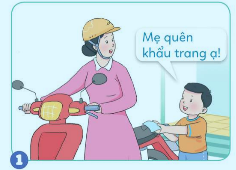 Mẹ quên
khẩu trang ạ!
1